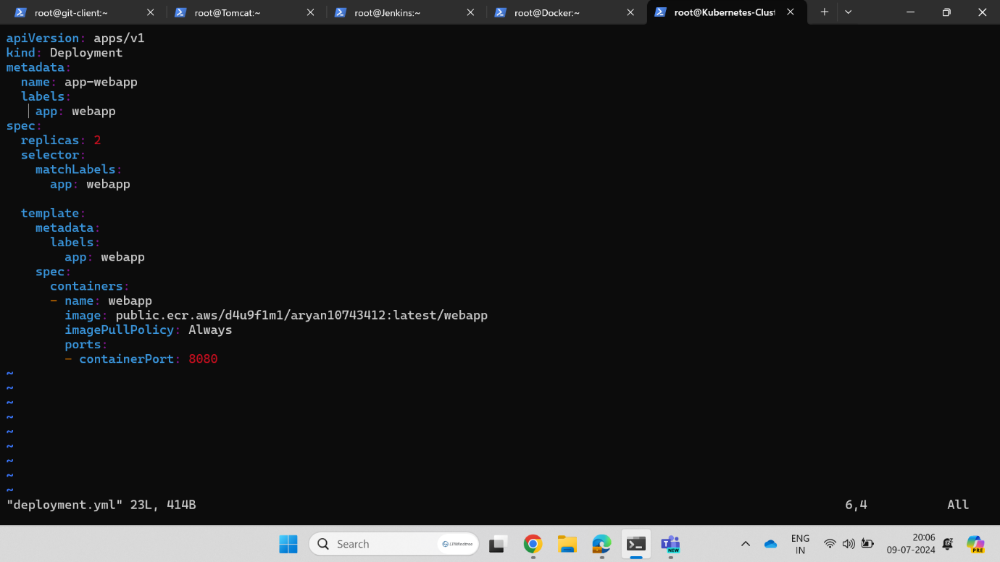 root@git-client:~
root@Tomcat:~
root@Jenkins:~
root@Docker:~
root@Kubernetes-Clust
apiVersion: apps/v1
kind: Deployment
metadata:
  name: app-webapp
  labels:
    app: webapp
spec:
  replicas: 2
  selector:
    matchLabels:
      app: webapp
  template:
    metadata:
      labels:
        app: webapp
    spec:
      containers:
      - name: webapp
        image: public.ecr.aws/d4u9f1m1/aryan10743412:latest/webapp
        imagePullPolicy: Always
        ports:
        - containerPort: 8080
~
~
~
~
~
~
~
~
~
"deployment.yml" 23L, 414B 6,4 All
Search
LTIMindtree
NEW
ENG
IN
20:06
09-07-2024
PRE